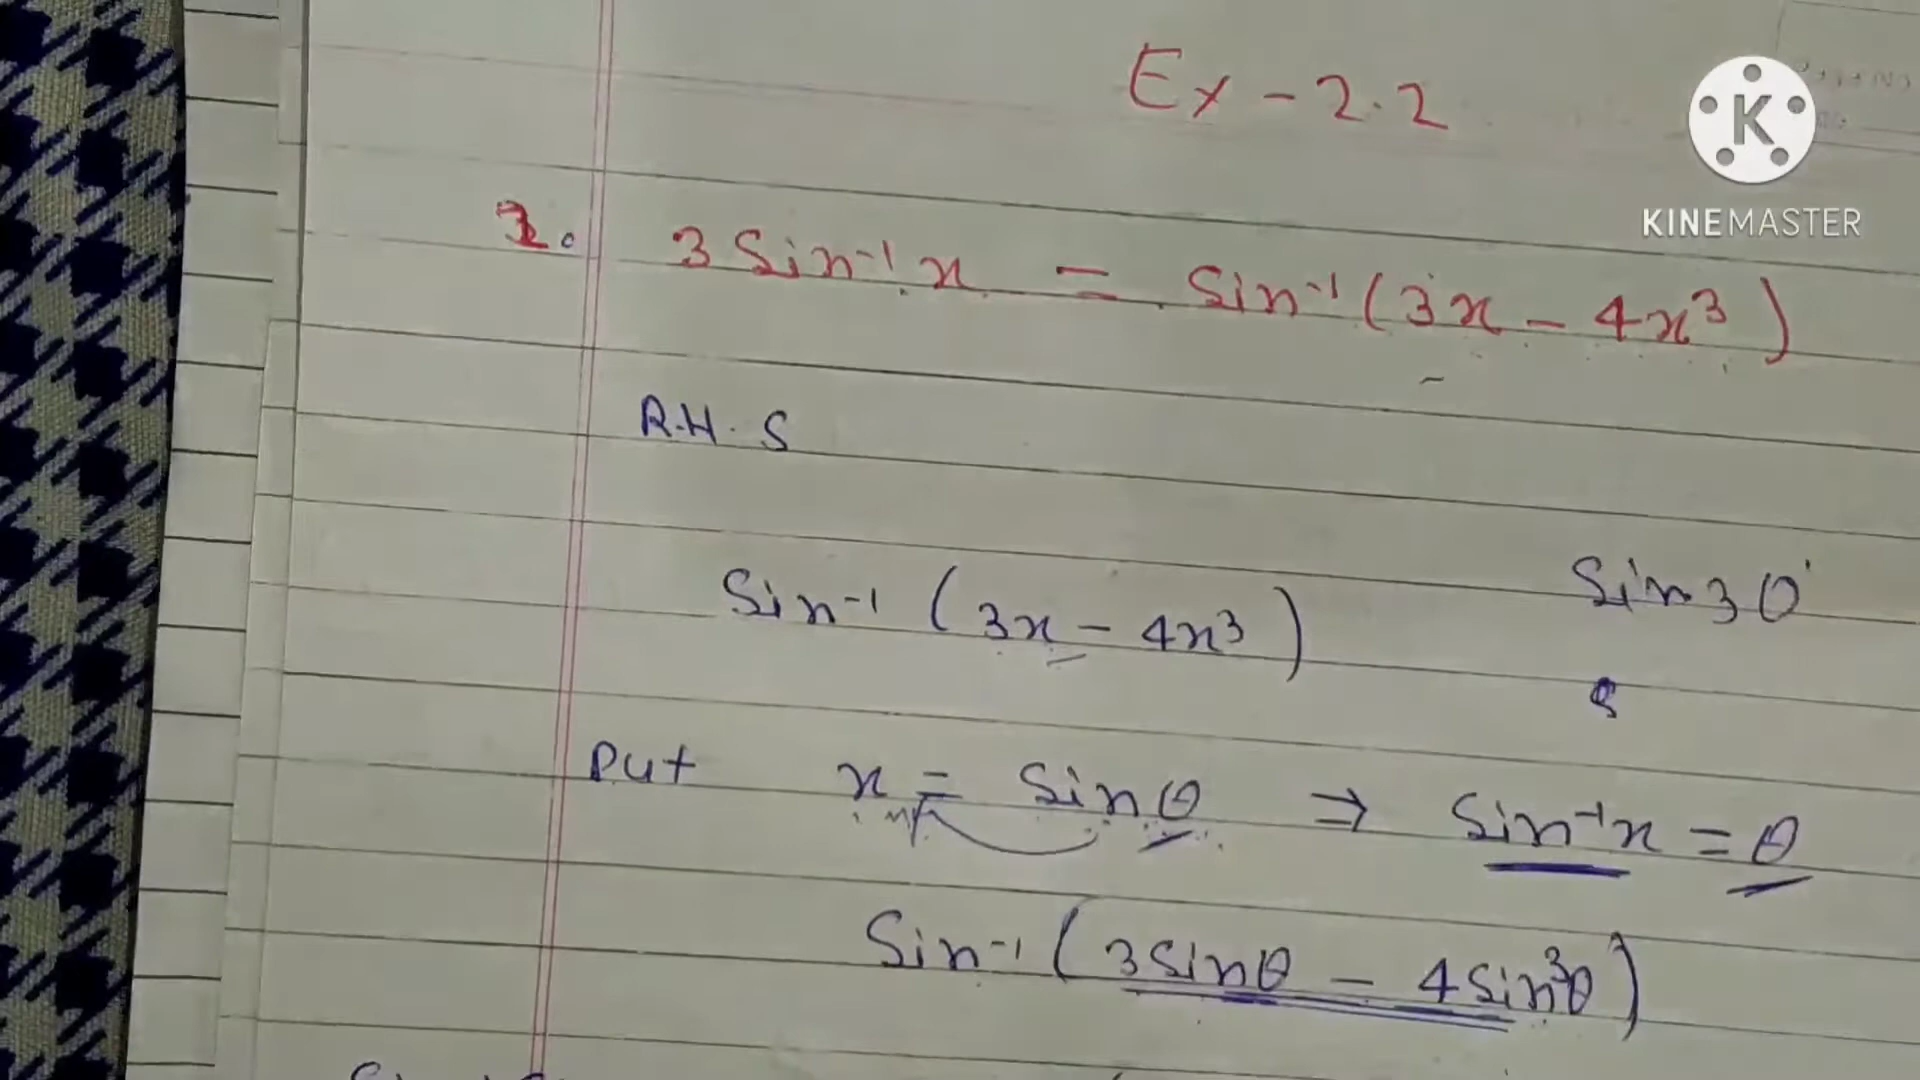 Ex - 2.2
K
KINEMASTER
1. 3 Sin⁻¹x = Sin⁻¹(3x - 4x³)
R.H.S
Sin⁻¹(3x - 4x³)
Sin3θ
S
Put x = Sinθ ⇒ Sin⁻¹x = θ
Sin⁻¹(3Sinθ - 4Sin³θ)